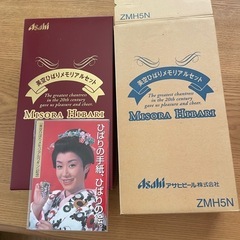 Asahi
美空ひばりメモリアルセット
The greatest chanteuse
in the 20th century
gave us pleasure and cheer.
MISORA HIBARI
ひばりの手紙、ひばりの絵
ZMH5N
美空ひばりメモリアルセット
The greatest chanteuse
in the 20th century
gave us pleasure and cheer.
MISORA HIBARI
Asahi アサヒビール株式会社
ZMH5N